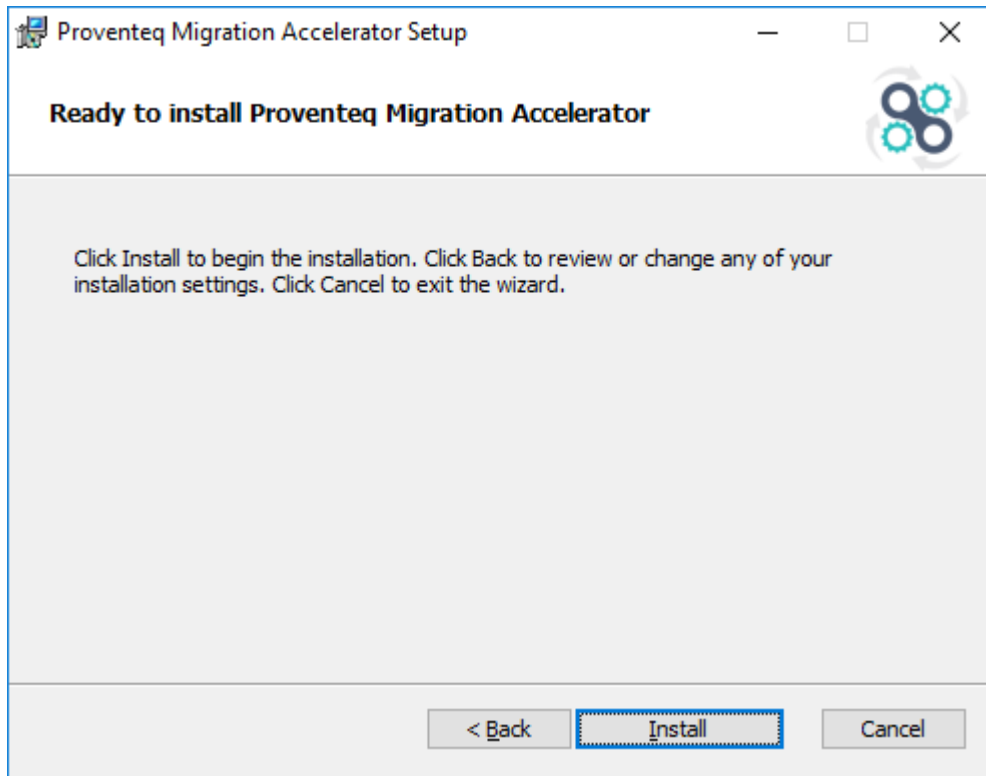 Proventeq Migration Accelerator Setup
Ready to install Proventeq Migration Accelerator
Click Install to begin the installation. Click Back to review or change any of your
installation settings. Click Cancel to exit the wizard.
< Back
Install
Cancel